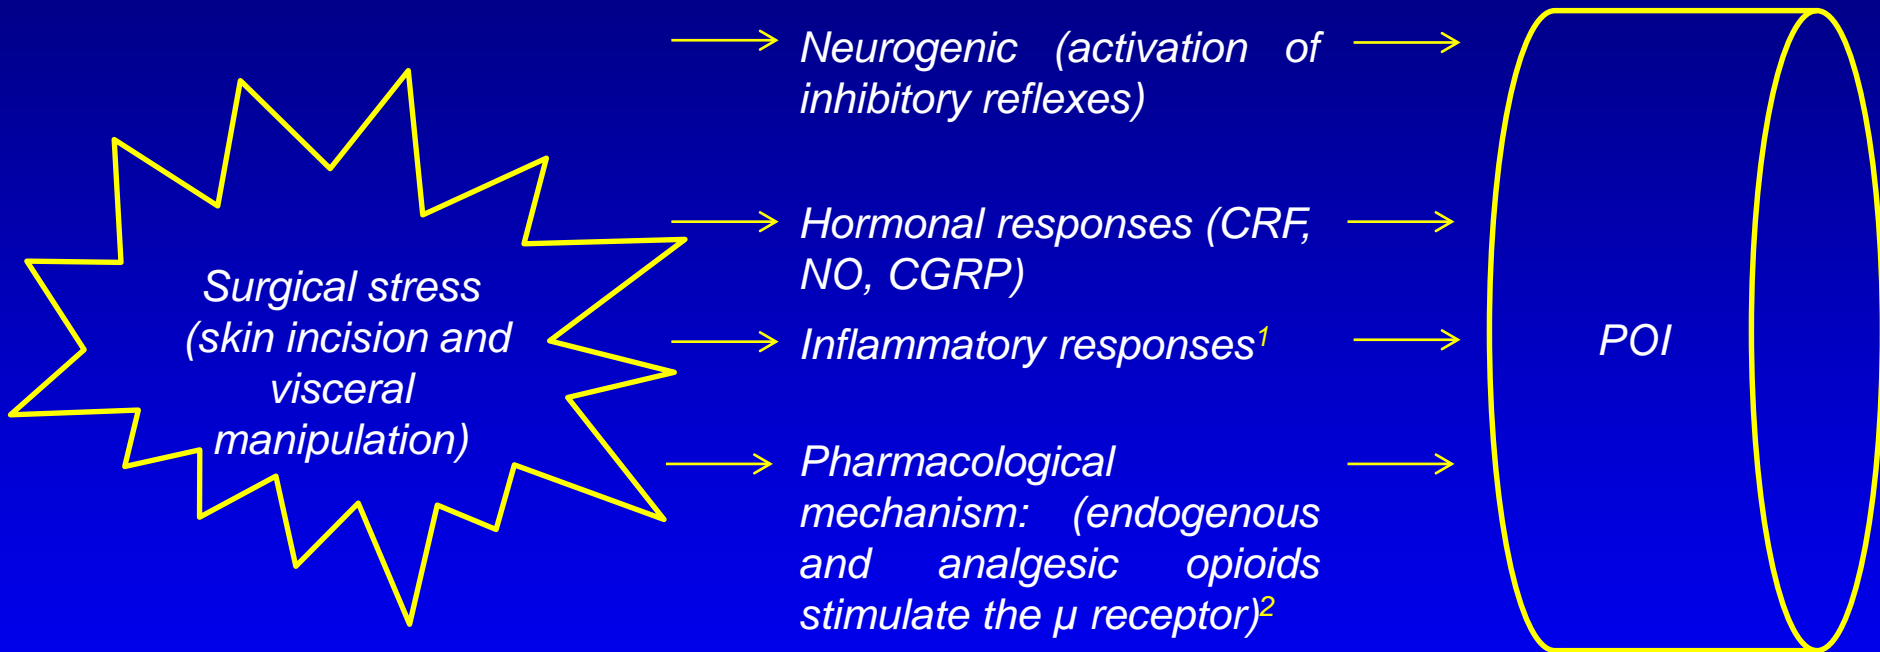 Surgical stress
(skin incision and
visceral
manipulation)
Neurogenic (activation of
inhibitory reflexes)
Hormonal responses (CRF,
NO, CGRP)
Inflammatory responses1
Pharmacological
mechanism: (endogenous
and analgesic opioids
stimulate the µ receptor)2
POI